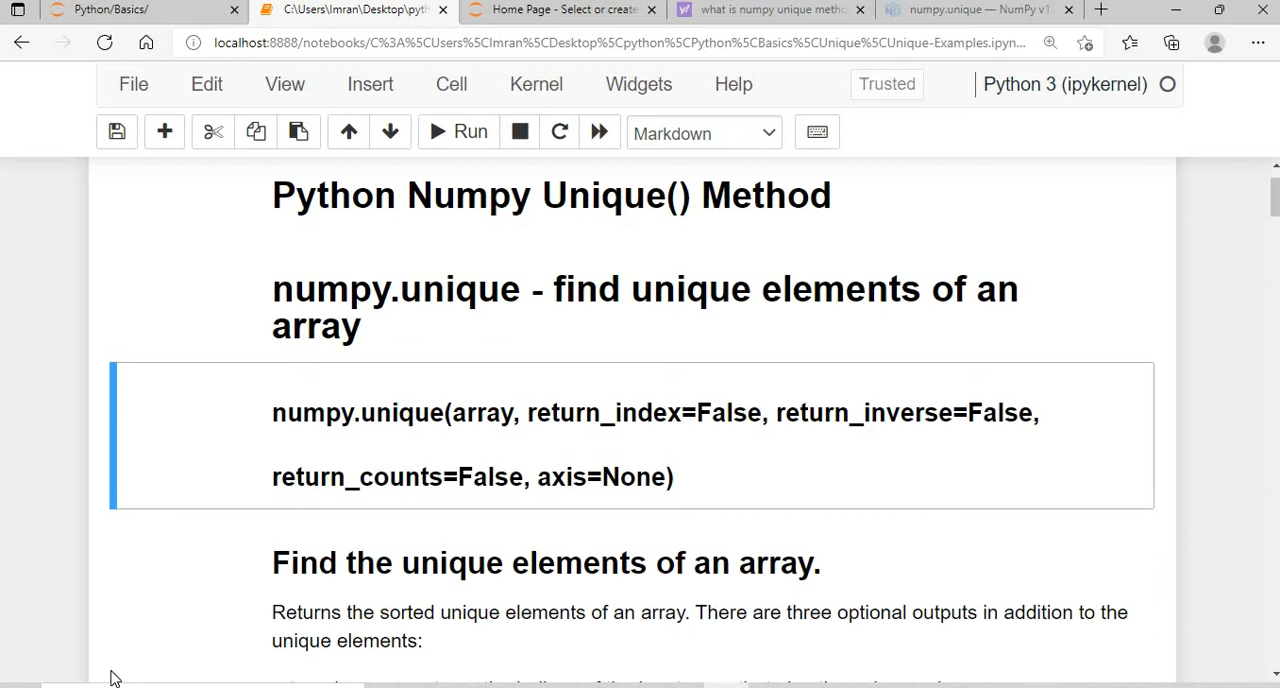 Python/Basics/
C:\Users\Imran\Desktop\pyth
Home Page - Select or create
what is numpy unique metho
numpy.unique — NumPy v1
localhost:8888/notebooks/C%3A%5CUsers%5CImran%5CDesktop%5Cpython%5CPython%5CBasics%5CUnique%5CUnique-Examples.ipyn...
File Edit View Insert Cell Kernel Widgets Help Trusted Python 3 (ipykernel)
Run Markdown
Python Numpy Unique() Method
numpy.unique - find unique elements of an
array
numpy.unique(array, return_index=False, return_inverse=False,
return_counts=False, axis=None)
Find the unique elements of an array.
Returns the sorted unique elements of an array. There are three optional outputs in addition to the
unique elements: